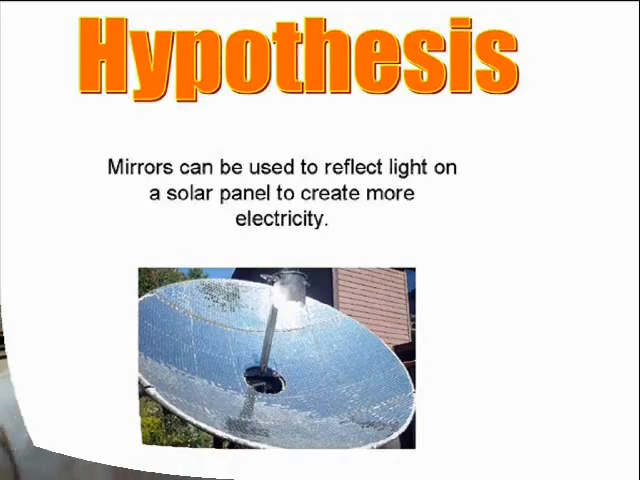 Hypothesis
Mirrors can be used to reflect light on
a solar panel to create more
electricity.